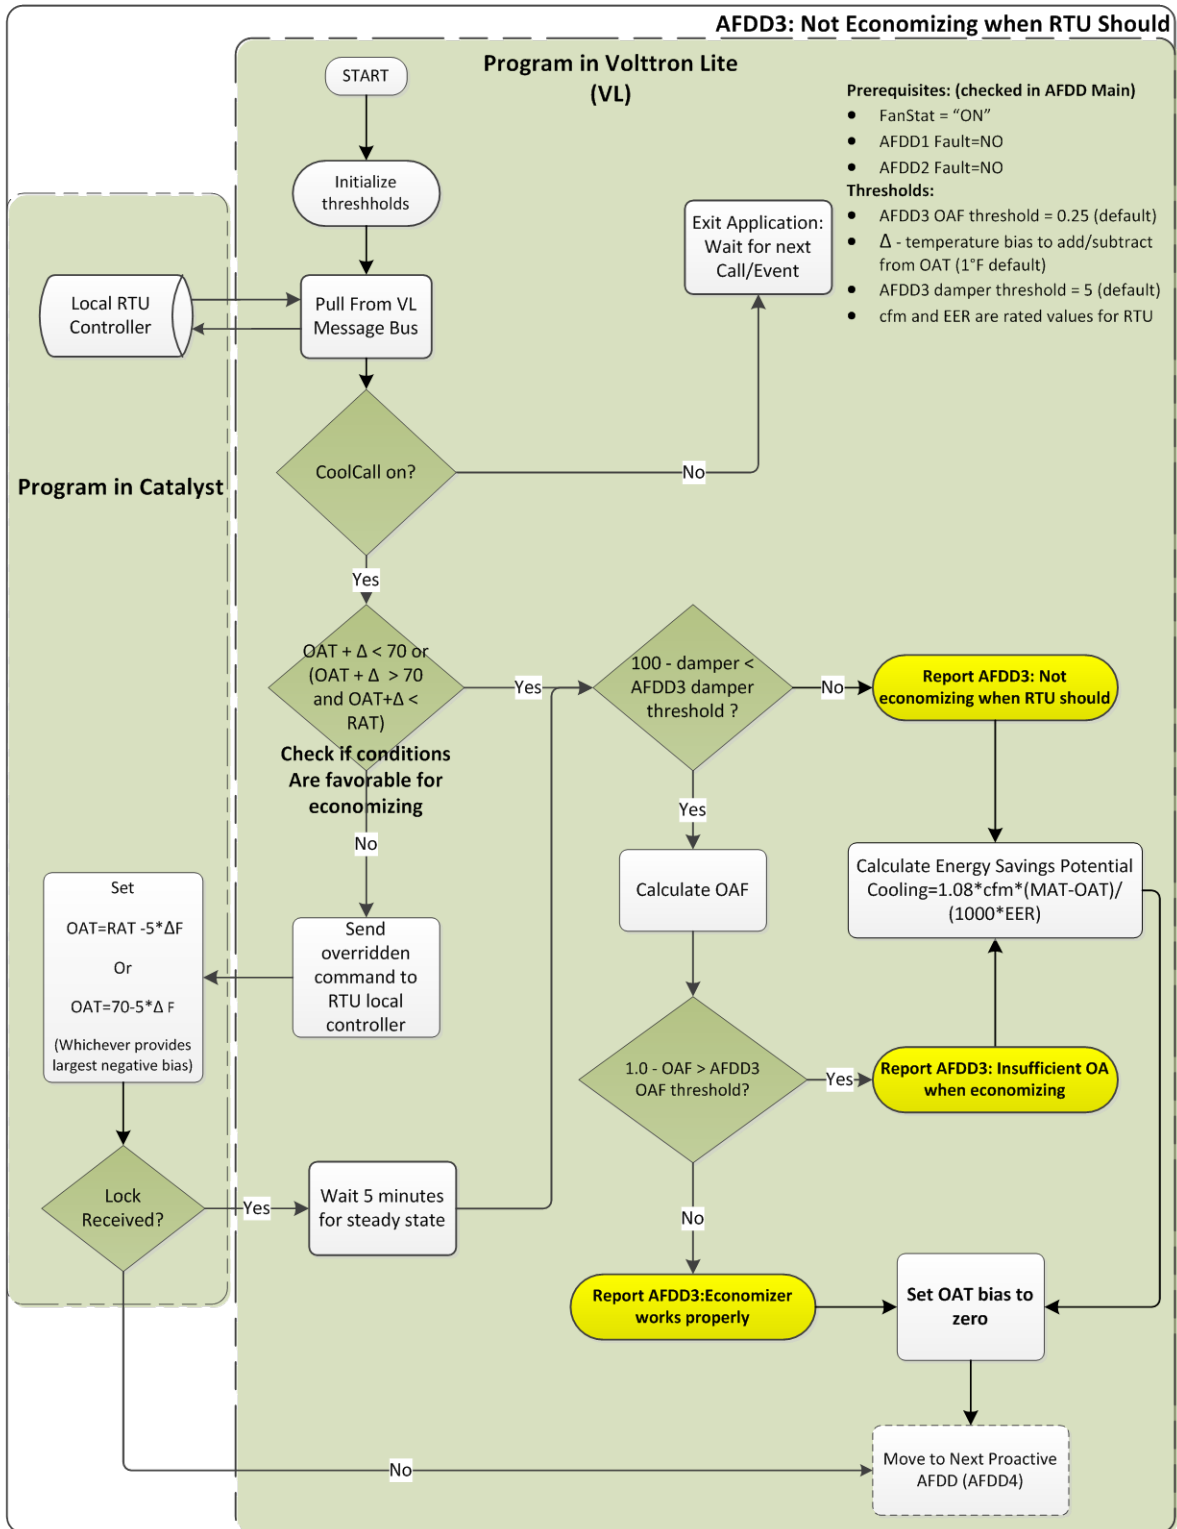 AFDD3: Not Economizing when RTU Should
Program in Volttron Lite
(VL)
START
Prerequisites: (checked in AFDD Main)
● FanStat = “ON”
● AFDD1 Fault=NO
● AFDD2 Fault=NO
Thresholds:
● AFDD3 OAF threshold = 0.25 (default)
● Δ - temperature bias to add/subtract
from OAT (1°F default)
● AFDD3 damper threshold = 5 (default)
● cfm and EER are rated values for RTU
Initialize
threshholds
Exit Application:
Wait for next
Call/Event
Local RTU
Controller
Pull From VL
Message Bus
CoolCall on?
No
Program in Catalyst
Yes
OAT + Δ < 70 or
(OAT + Δ > 70
and OAT+Δ <
RAT)
Yes
Check if conditions
Are favorable for
economizing
No
100 - damper <
AFDD3 damper
threshold ?
No
Report AFDD3: Not
economizing when RTU should
Yes
Calculate OAF
Calculate Energy Savings Potential
Cooling=1.08*cfm*(MAT-OAT)/
(1000*EER)
Set
OAT=RAT -5*ΔF
Or
OAT=70-5*Δ F
(Whichever provides
largest negative bias)
Send
overridden
command to
RTU local
controller
1.0 - OAF > AFDD3
OAF threshold?
Yes
Report AFDD3: Insufficient OA
when economizing
Lock
Received?
Yes
Wait 5 minutes
for steady state
No
Report AFDD3:Economizer
works properly
Set OAT bias to
zero
No
Move to Next Proactive
AFDD (AFDD4)